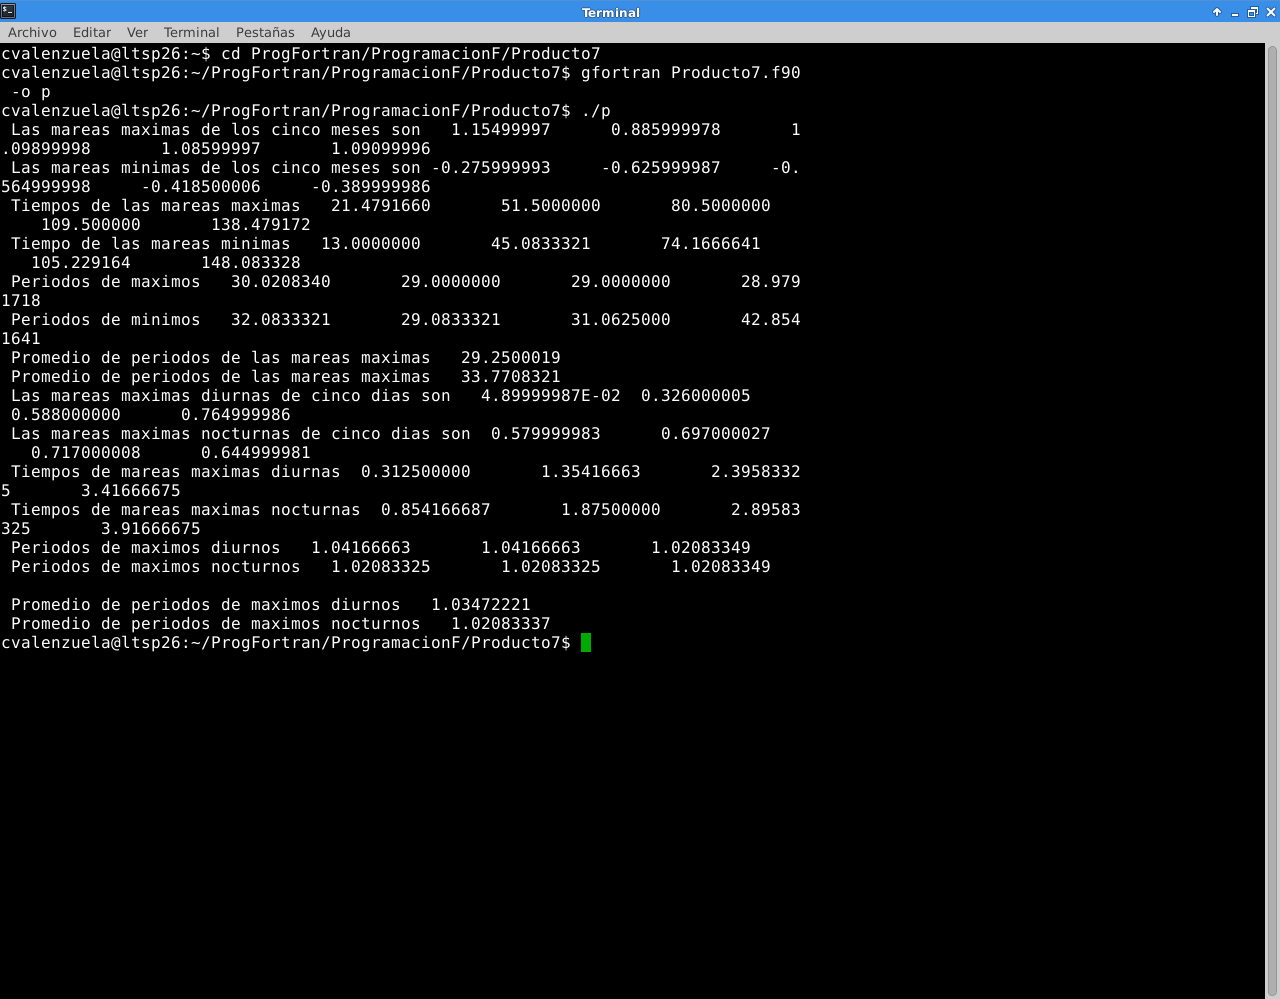 Terminal
Archivo Editar Ver Terminal Pestañas Ayuda
cvalenzuela@ltsp26:~$ cd ProgFortran/ProgramacionF/Producto7
cvalenzuela@ltsp26:~/ProgFortran/ProgramacionF/Producto7$ gfortran Producto7.f90
 -o p
cvalenzuela@ltsp26:~/ProgFortran/ProgramacionF/Producto7$ ./p
 Las mareas maximas de los cinco meses son   1.15499997      0.885999978       1
.09899998       1.08599997       1.09099996
 Las mareas minimas de los cinco meses son -0.275999993     -0.625999987     -0.
564999998     -0.418500006     -0.389999986
 Tiempos de las mareas maximas   21.4791660       51.5000000       80.5000000
    109.500000       138.479172
 Tiempo de las mareas minimas   13.0000000       45.0833321       74.1666641
   105.229164       148.083328
 Periodos de maximos   30.0208340       29.0000000       29.0000000       28.979
1718
 Periodos de minimos   32.0833321       29.0833321       31.0625000       42.854
1641
 Promedio de periodos de las mareas maximas   29.2500019
 Promedio de periodos de las mareas maximas   33.7708321
 Las mareas maximas diurnas de cinco dias son   4.89999987E-02  0.326000005
 0.588000000      0.764999986
 Las mareas maximas nocturnas de cinco dias son  0.579999983      0.697000027
   0.717000008      0.644999981
 Tiempos de mareas maximas diurnas  0.312500000       1.35416663       2.3958332
5       3.41666675
 Tiempos de mareas maximas nocturnas  0.854166687       1.87500000       2.89583
325       3.91666675
 Periodos de maximos diurnos   1.04166663       1.04166663       1.02083349
 Periodos de maximos nocturnos   1.02083325       1.02083325       1.02083349
 Promedio de periodos de maximos diurnos   1.03472221
 Promedio de periodos de maximos nocturnos   1.02083337
cvalenzuela@ltsp26:~/ProgFortran/ProgramacionF/Producto7$